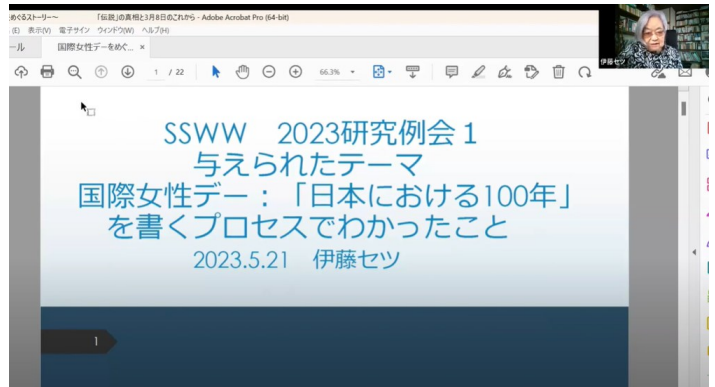 めぐるストーリー～ 「伝説」の真相と3月8日のこれから - Adobe Acrobat Pro (64-bit)
(E) 表示(V) 電子サイン ウィンドウ(W) ヘルプ(H)
ール 国際女性デーをめぐ... ×
1 / 22 66.3%
伊藤セツ
SSWW 2023研究例会1
与えられたテーマ
国際女性デー：「日本における100年」
を書くプロセスでわかったこと
2023.5.21 伊藤セツ
1